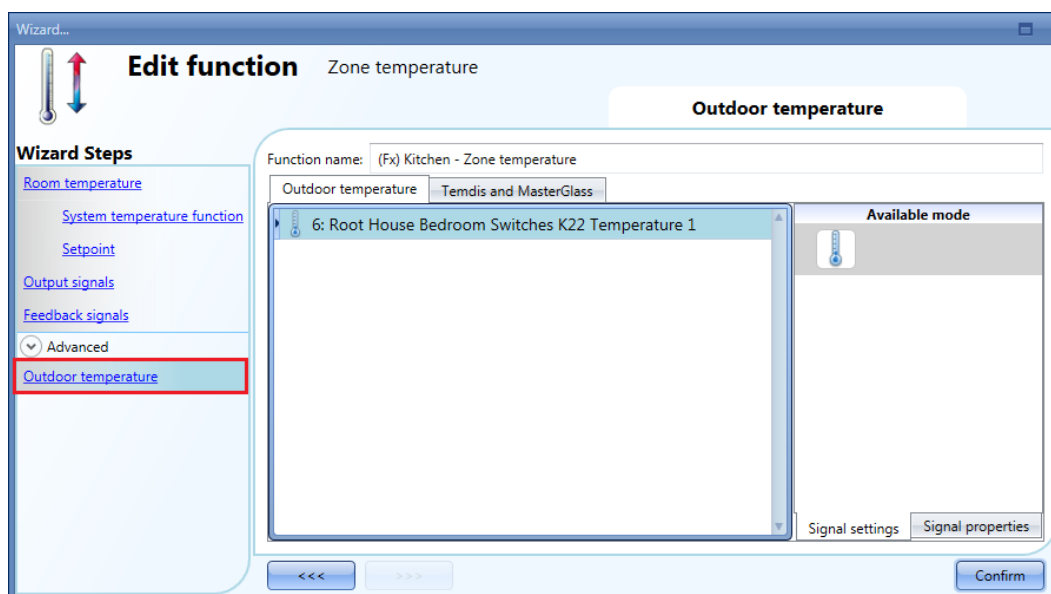 Wizard...
Edit function Zone temperature
Outdoor temperature
Wizard Steps
Room temperature
System temperature function
Setpoint
Output signals
Feedback signals
Advanced
Outdoor temperature
Function name: (Fx) Kitchen - Zone temperature
Outdoor temperature Temdis and MasterGlass
6: Root House Bedroom Switches K22 Temperature 1
Available mode
Signal settings Signal properties
<<< >>> Confirm